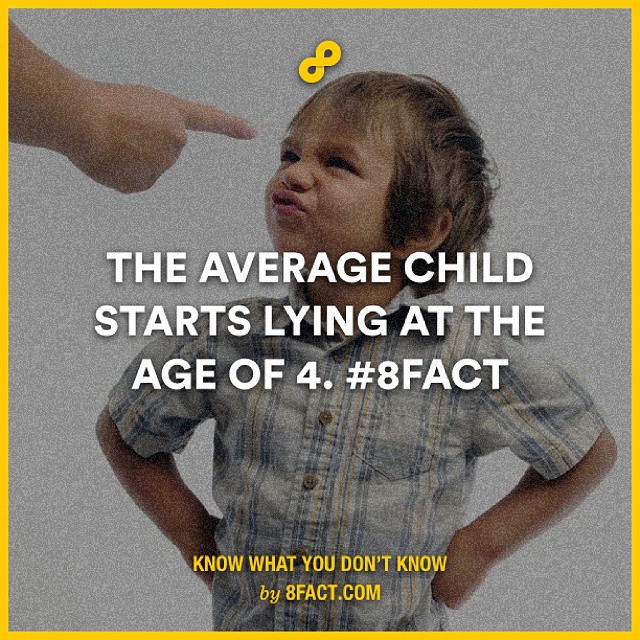 THE AVERAGE CHILD
STARTS LYING AT THE
AGE OF 4. #8FACT
KNOW WHAT YOU DON'T KNOW
by 8FACT.COM